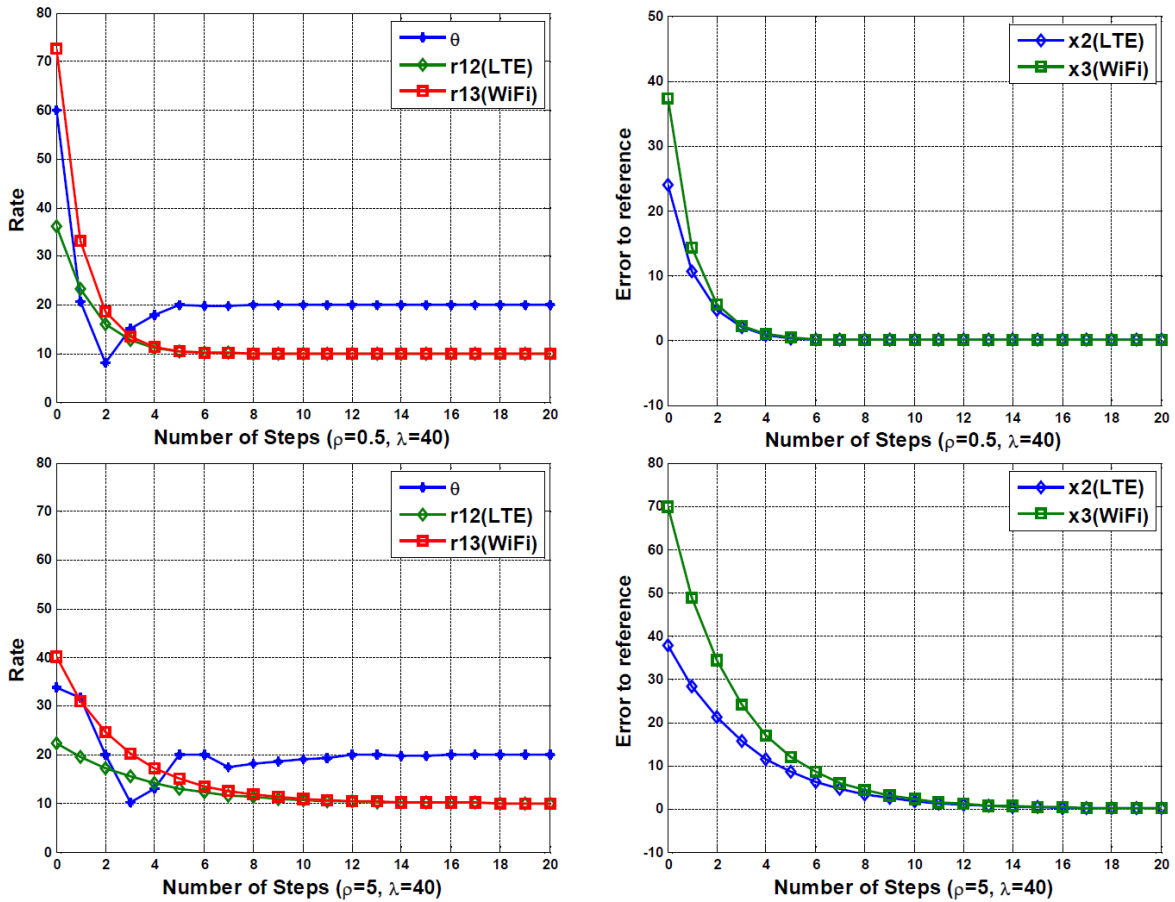 80
70
60
50
40
30
20
10
0
Rate
θ
r12(LTE)
r13(WiFi)
0 2 4 6 8 10 12 14 16 18 20
Number of Steps (ρ=0.5, λ=40)
50
40
30
20
10
0
-10
Error to reference
x2(LTE)
x3(WiFi)
0 2 4 6 8 10 12 14 16 18 20
Number of Steps (ρ=0.5, λ=40)
80
70
60
50
40
30
20
10
0
Rate
θ
r12(LTE)
r13(WiFi)
0 2 4 6 8 10 12 14 16 18 20
Number of Steps (ρ=5, λ=40)
80
70
60
50
40
30
20
10
0
-10
Error to reference
x2(LTE)
x3(WiFi)
0 2 4 6 8 10 12 14 16 18 20
Number of Steps (ρ=5, λ=40)